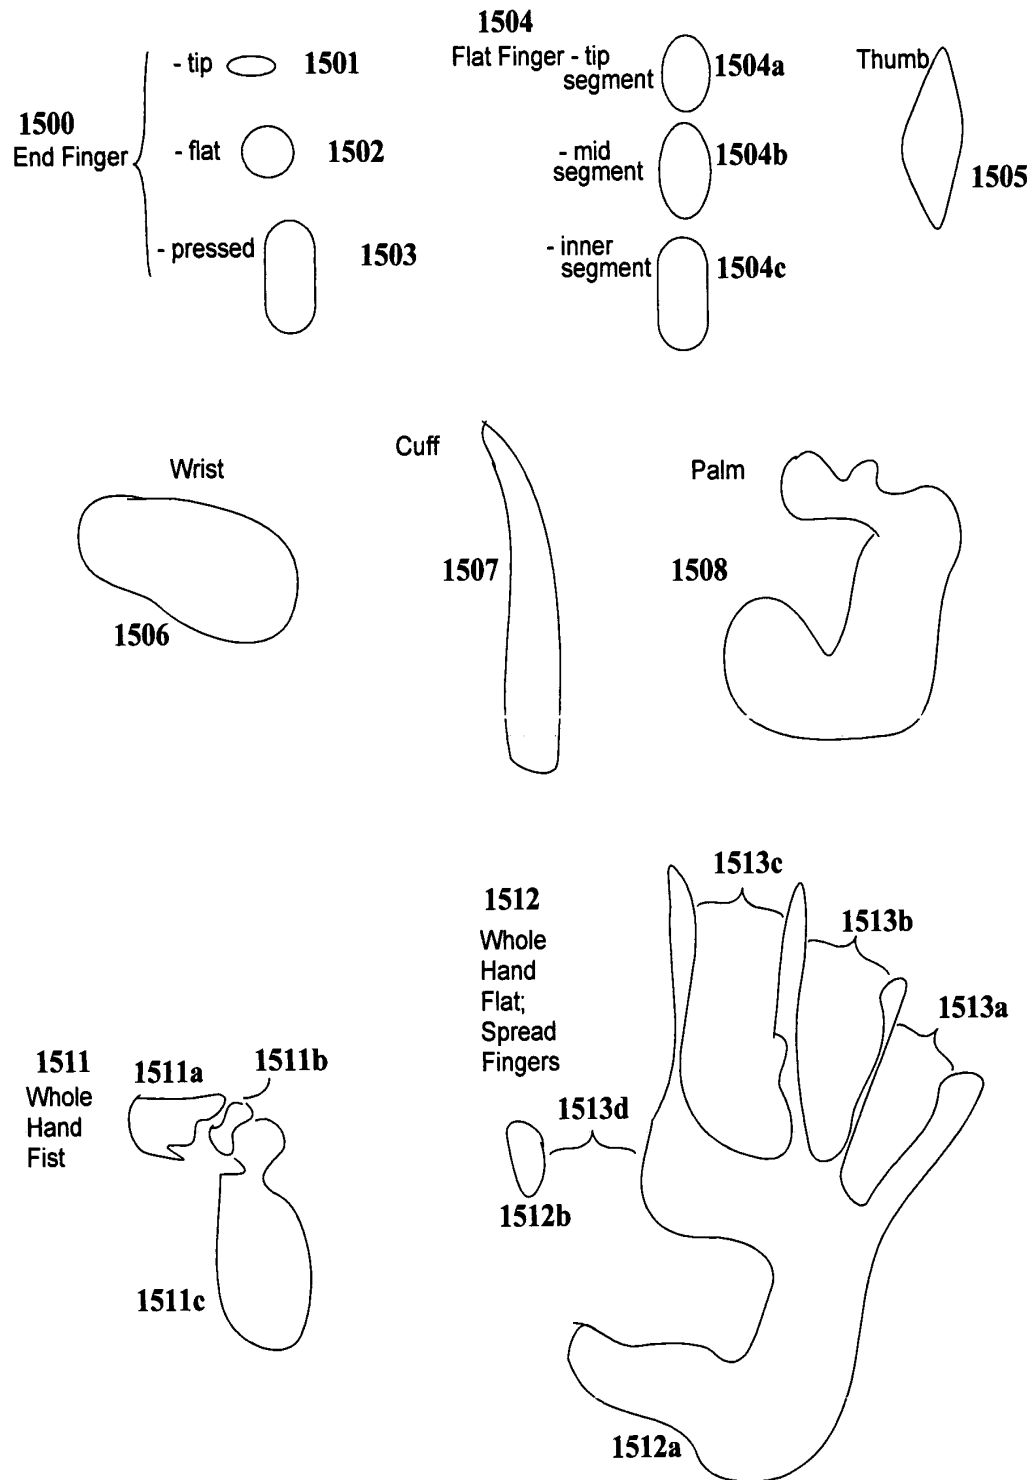 1500
End Finger
- tip 1501
- flat 1502
- pressed 1503
1504
Flat Finger - tip
segment
1504a
- mid
segment
1504b
- inner
segment
1504c
Thumb
1505
Wrist
1506
Cuff
1507
Palm
1508
1511
Whole
Hand
Fist
1511a
1511b
1511c
1512
Whole
Hand
Flat;
Spread
Fingers
1513c
1513b
1513a
1513d
1512b
1512a